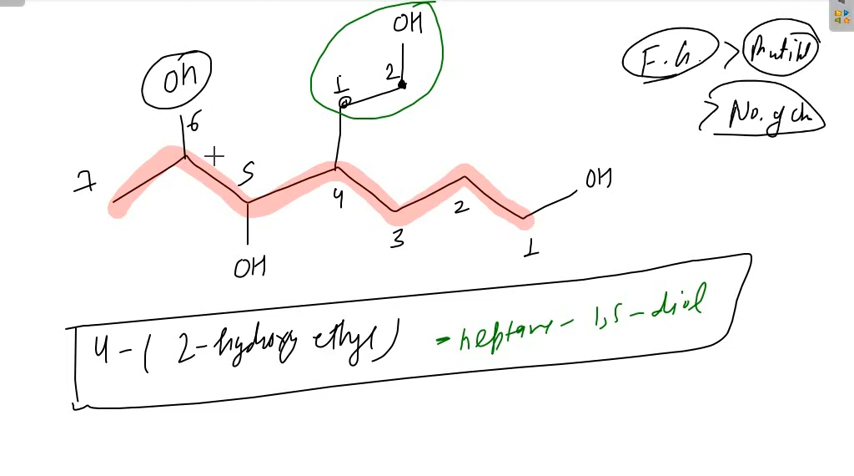 OH
F.G. >
> No. of ch
Oh
1
2
6
7
5
4
3
2
1
OH
OH
4-( 2-hydroxy ethyl) - heptane - 1,5-diol